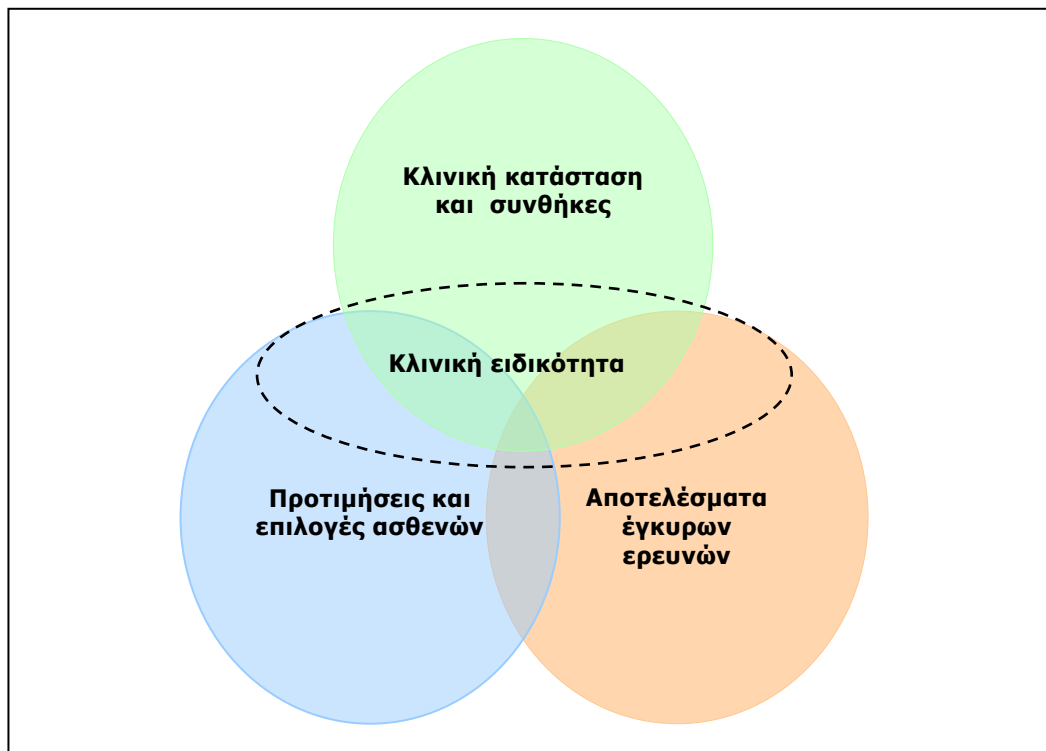 Κλινική κατάσταση
και συνθήκες
Κλινική ειδικότητα
Προτιμήσεις και
επιλογές ασθενών
Αποτελέσματα
έγκυρων
ερευνών